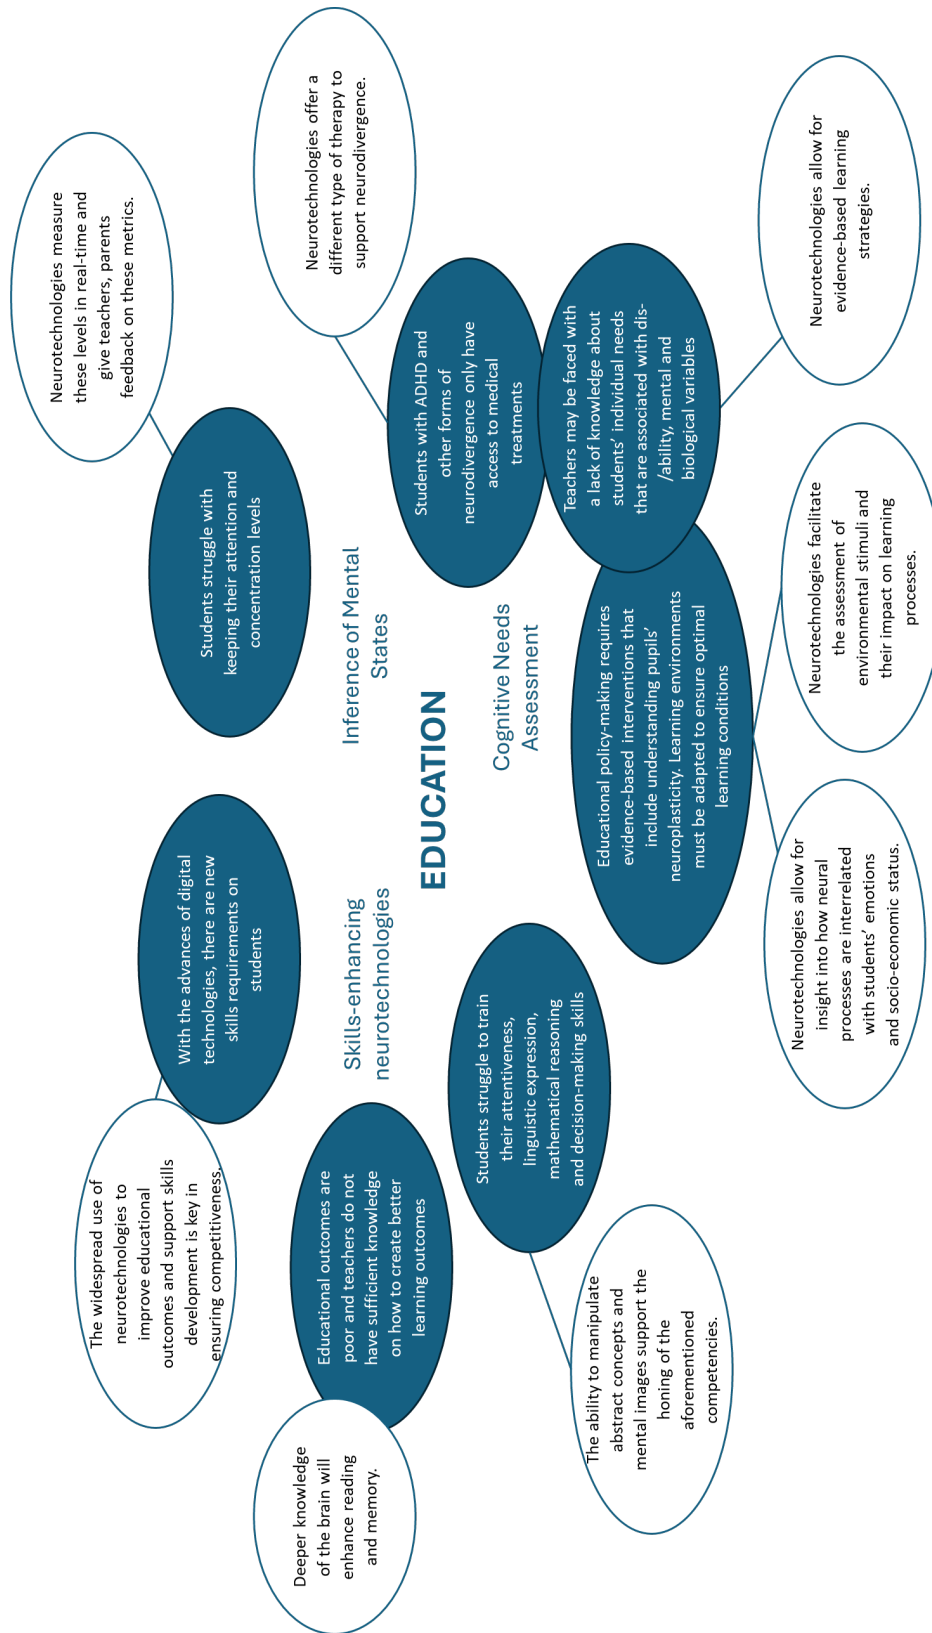 The widespread use of
neurotechnologies to
improve educational
outcomes and support skills
development is key in
ensuring competitiveness.
With the advances of digital
technologies, there are new
skills requirements on
students
Students struggle with
keeping their attention and
concentration levels
Neurotechnologies measure
these levels in real-time and
give teachers, parents
feedback on these metrics.
Deeper knowledge
of the brain will
enhance reading
and memory.
Educational outcomes are
poor and teachers do not
have sufficient knowledge
on how to create better
learning outcomes
Skills-enhancing
neurotechnologies
Inference of Mental
States
EDUCATION
Cognitive Needs
Assessment
Students with ADHD and
other forms of
neurodivergence only have
access to medical
treatments
Neurotechnologies offer a
different type of therapy to
support neurodivergence.
Students struggle to train
their attentiveness,
linguistic expression,
mathematical reasoning
and decision-making skills
The ability to manipulate
abstract concepts and
mental images support the
honing of the
aforementioned
competencies.
Educational policy-making requires
evidence-based interventions that
include understanding pupils'
neuroplasticity. Learning environments
must be adapted to ensure optimal
learning conditions
Teachers may be faced with
a lack of knowledge about
students' individual needs
that are associated with dis-
/ability, mental and
biological variables
Neurotechnologies allow for
insight into how neural
processes are interrelated
with students' emotions
and socio-economic status.
Neurotechnologies facilitate
the assessment of
environmental stimuli and
their impact on learning
processes.
Neurotechnologies allow for
evidence-based learning
strategies.